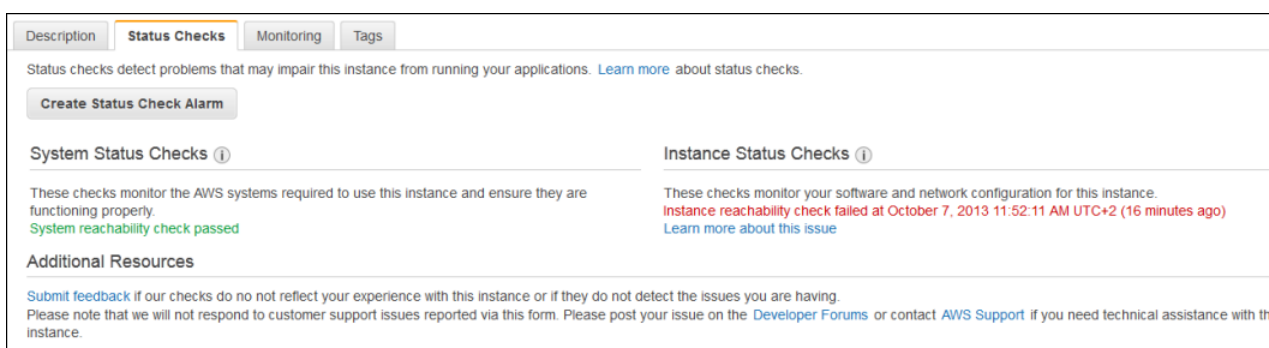 Description Status Checks Monitoring Tags
Status checks detect problems that may impair this instance from running your applications. Learn more about status checks.
Create Status Check Alarm
System Status Checks
These checks monitor the AWS systems required to use this instance and ensure they are
functioning properly.
System reachability check passed
Instance Status Checks
These checks monitor your software and network configuration for this instance.
Instance reachability check failed at October 7, 2013 11:52:11 AM UTC+2 (16 minutes ago)
Learn more about this issue
Additional Resources
Submit feedback if our checks do no not reflect your experience with this instance or if they do not detect the issues you are having.
Please note that we will not respond to customer support issues reported via this form. Please post your issue on the Developer Forums or contact AWS Support if you need technical assistance with th
instance.